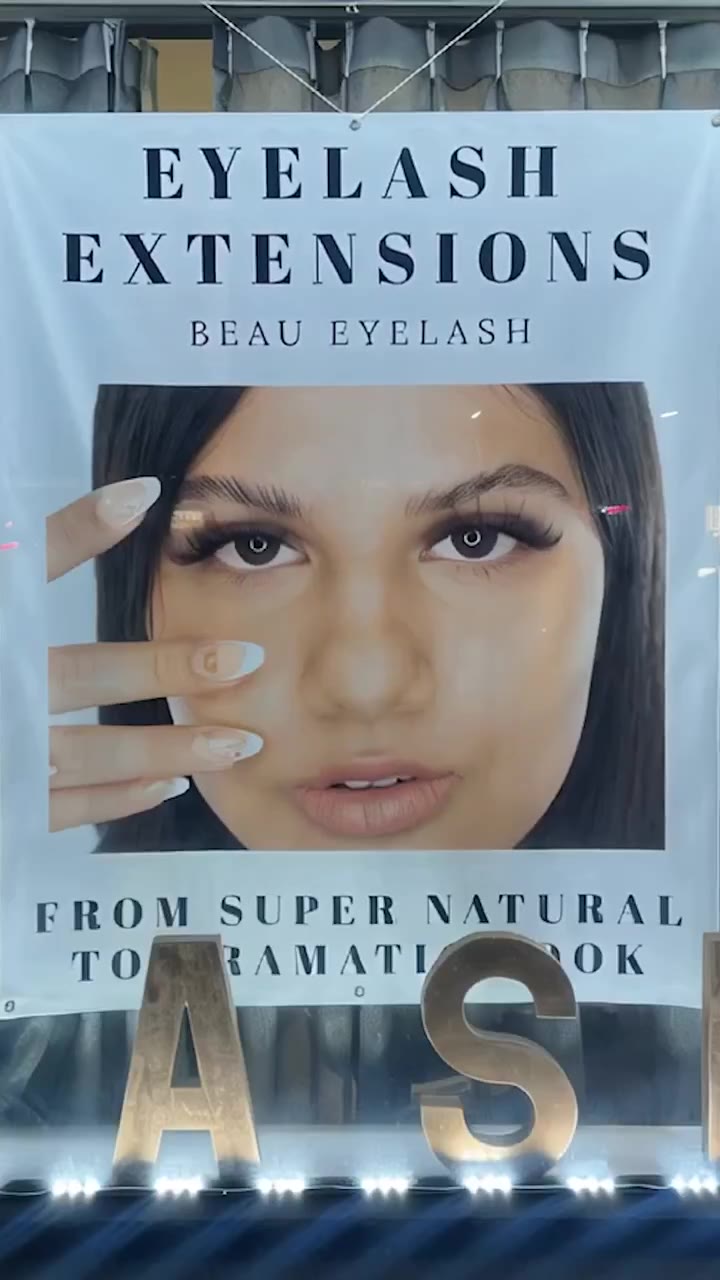 EYELASH
EXTENSIONS
BEAU EYELASH
FROM SUPER NATURAL
TO
A S